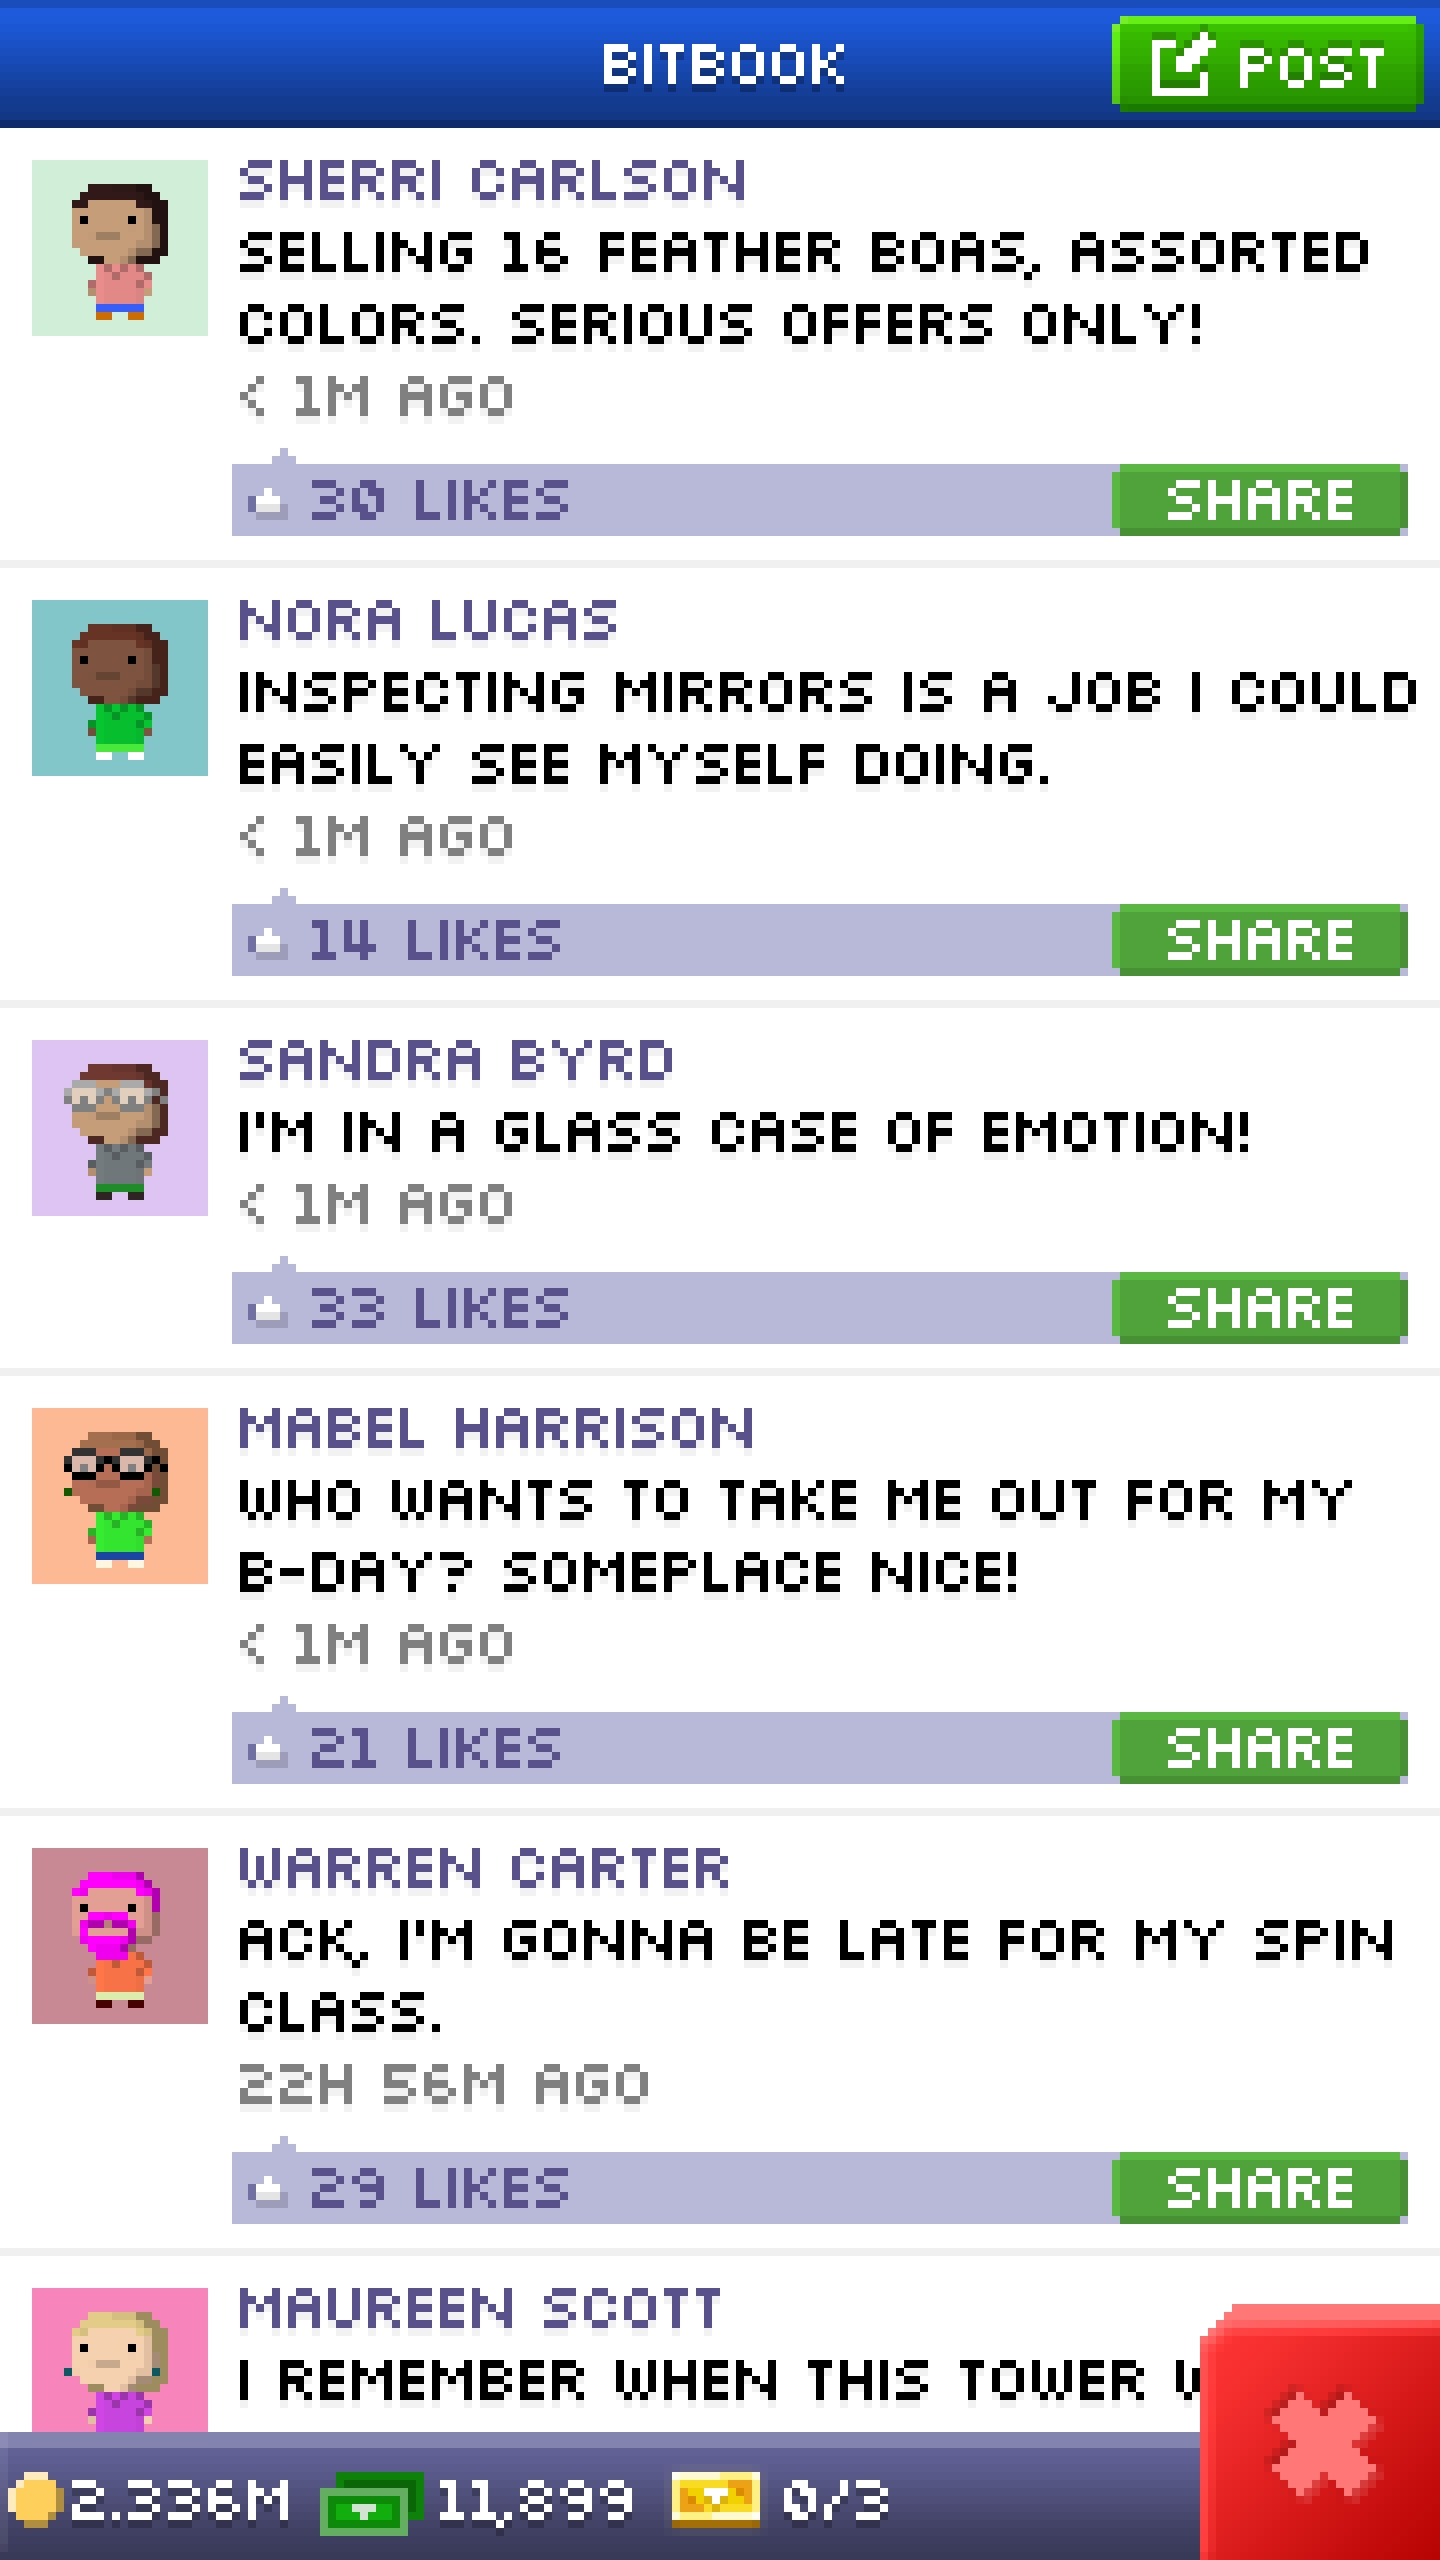 BITBOOK
POST
SHERRI CARLSON
SELLING 16 FEATHER BOAS, ASSORTED
COLORS. SERIOUS OFFERS ONLY!
< 1M AGO
30 LIKES
SHARE
NORA LUCAS
INSPECTING MIRRORS IS A JOB I COULD
EASILY SEE MYSELF DOING.
< 1M AGO
14 LIKES
SHARE
SANDRA BYRD
I'M IN A GLASS CASE OF EMOTION!
< 1M AGO
33 LIKES
SHARE
MABEL HARRISON
WHO WANTS TO TAKE ME OUT FOR MY
B-DAY? SOMEPLACE NICE!
< 1M AGO
21 LIKES
SHARE
WARREN CARTER
ACK, I'M GONNA BE LATE FOR MY SPIN
CLASS.
22H 56M AGO
29 LIKES
SHARE
MAUREEN SCOTT
I REMEMBER WHEN THIS TOWER
2.336M
11,899
0/3